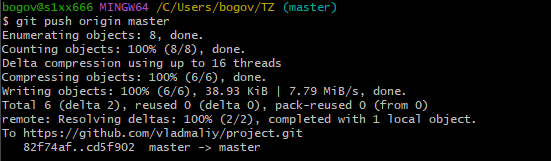 bogov@s1xx666 MINGW64 /C/Users/bogov/TZ (master)
$ git push origin master
Enumerating objects: 8, done.
Counting objects: 100% (8/8), done.
Delta compression using up to 16 threads
Compressing objects: 100% (6/6), done.
Writing objects: 100% (6/6), 38.93 KiB | 7.79 MiB/s, done.
Total 6 (delta 2), reused 0 (delta 0), pack-reused 0 (from 0)
remote: Resolving deltas: 100% (2/2), completed with 1 local object.
To https://github.com/vladmaliy/project.git
   82f74af..cd5f902  master -> master